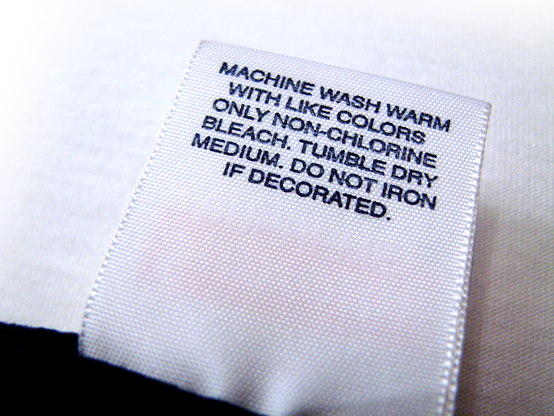 MACHINE WASH WARM
WITH LIKE COLORS
ONLY NON-CHLORINE
BLEACH. TUMBLE DRY
MEDIUM. DO NOT IRON
IF DECORATED.